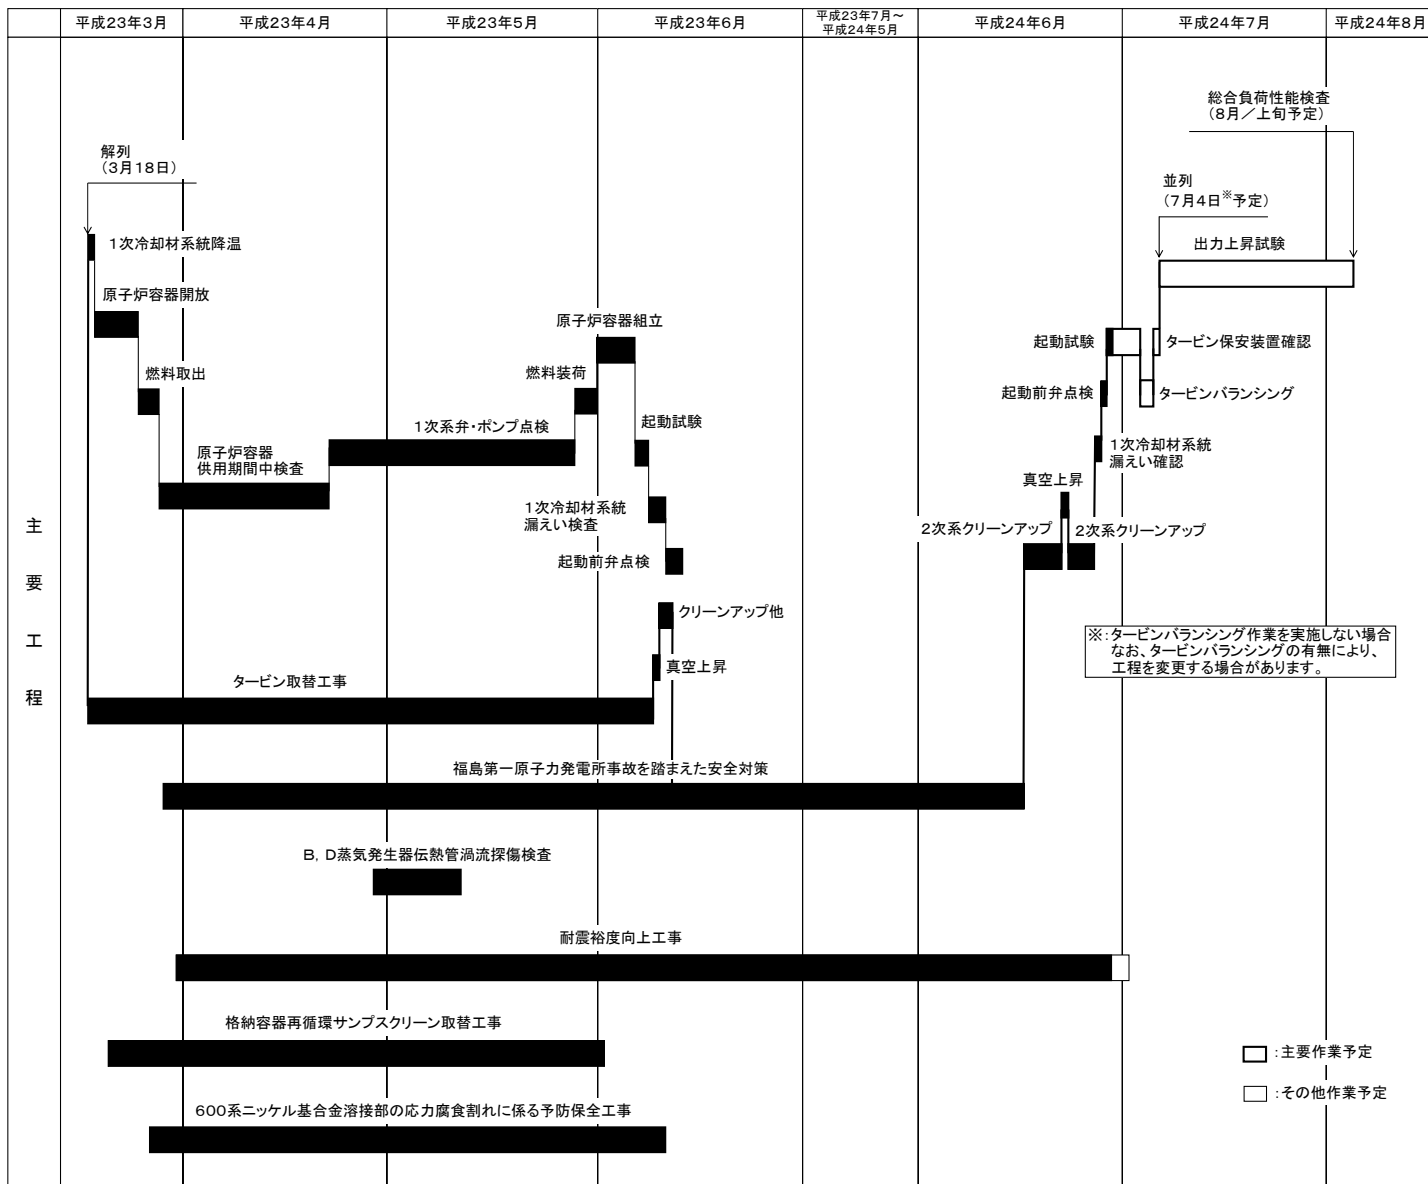 平成23年3月
平成23年4月
平成23年5月
平成23年6月
平成23年7月～
平成24年5月
平成24年6月
平成24年7月
平成24年8月
主要工程
総合負荷性能検査
（8月／上旬予定）
解列
（3月18日）
並列
（7月4日※予定）
1次冷却材系統降温
出力上昇試験
原子炉容器開放
原子炉容器組立
起動試験
タービン保安装置確認
燃料取出
燃料装荷
起動前弁点検
タービンバランシング
1次系弁・ポンプ点検
起動試験
原子炉容器
供用期間中検査
1次冷却材系統
漏えい確認
真空上昇
1次冷却材系統
漏えい検査
2次系クリーンアップ
2次系クリーンアップ
起動前弁点検
クリーンアップ他
※：タービンバランシング作業を実施しない場合
なお、タービンバランシングの有無により、
工程を変更する場合があります。
真空上昇
タービン取替工事
福島第一原子力発電所事故を踏まえた安全対策
B, D蒸気発生器伝熱管渦流探傷検査
耐震裕度向上工事
格納容器再循環サンプスクリーン取替工事
：主要作業予定
：その他作業予定
600系ニッケル基合金溶接部の応力腐食割れに係る予防保全工事